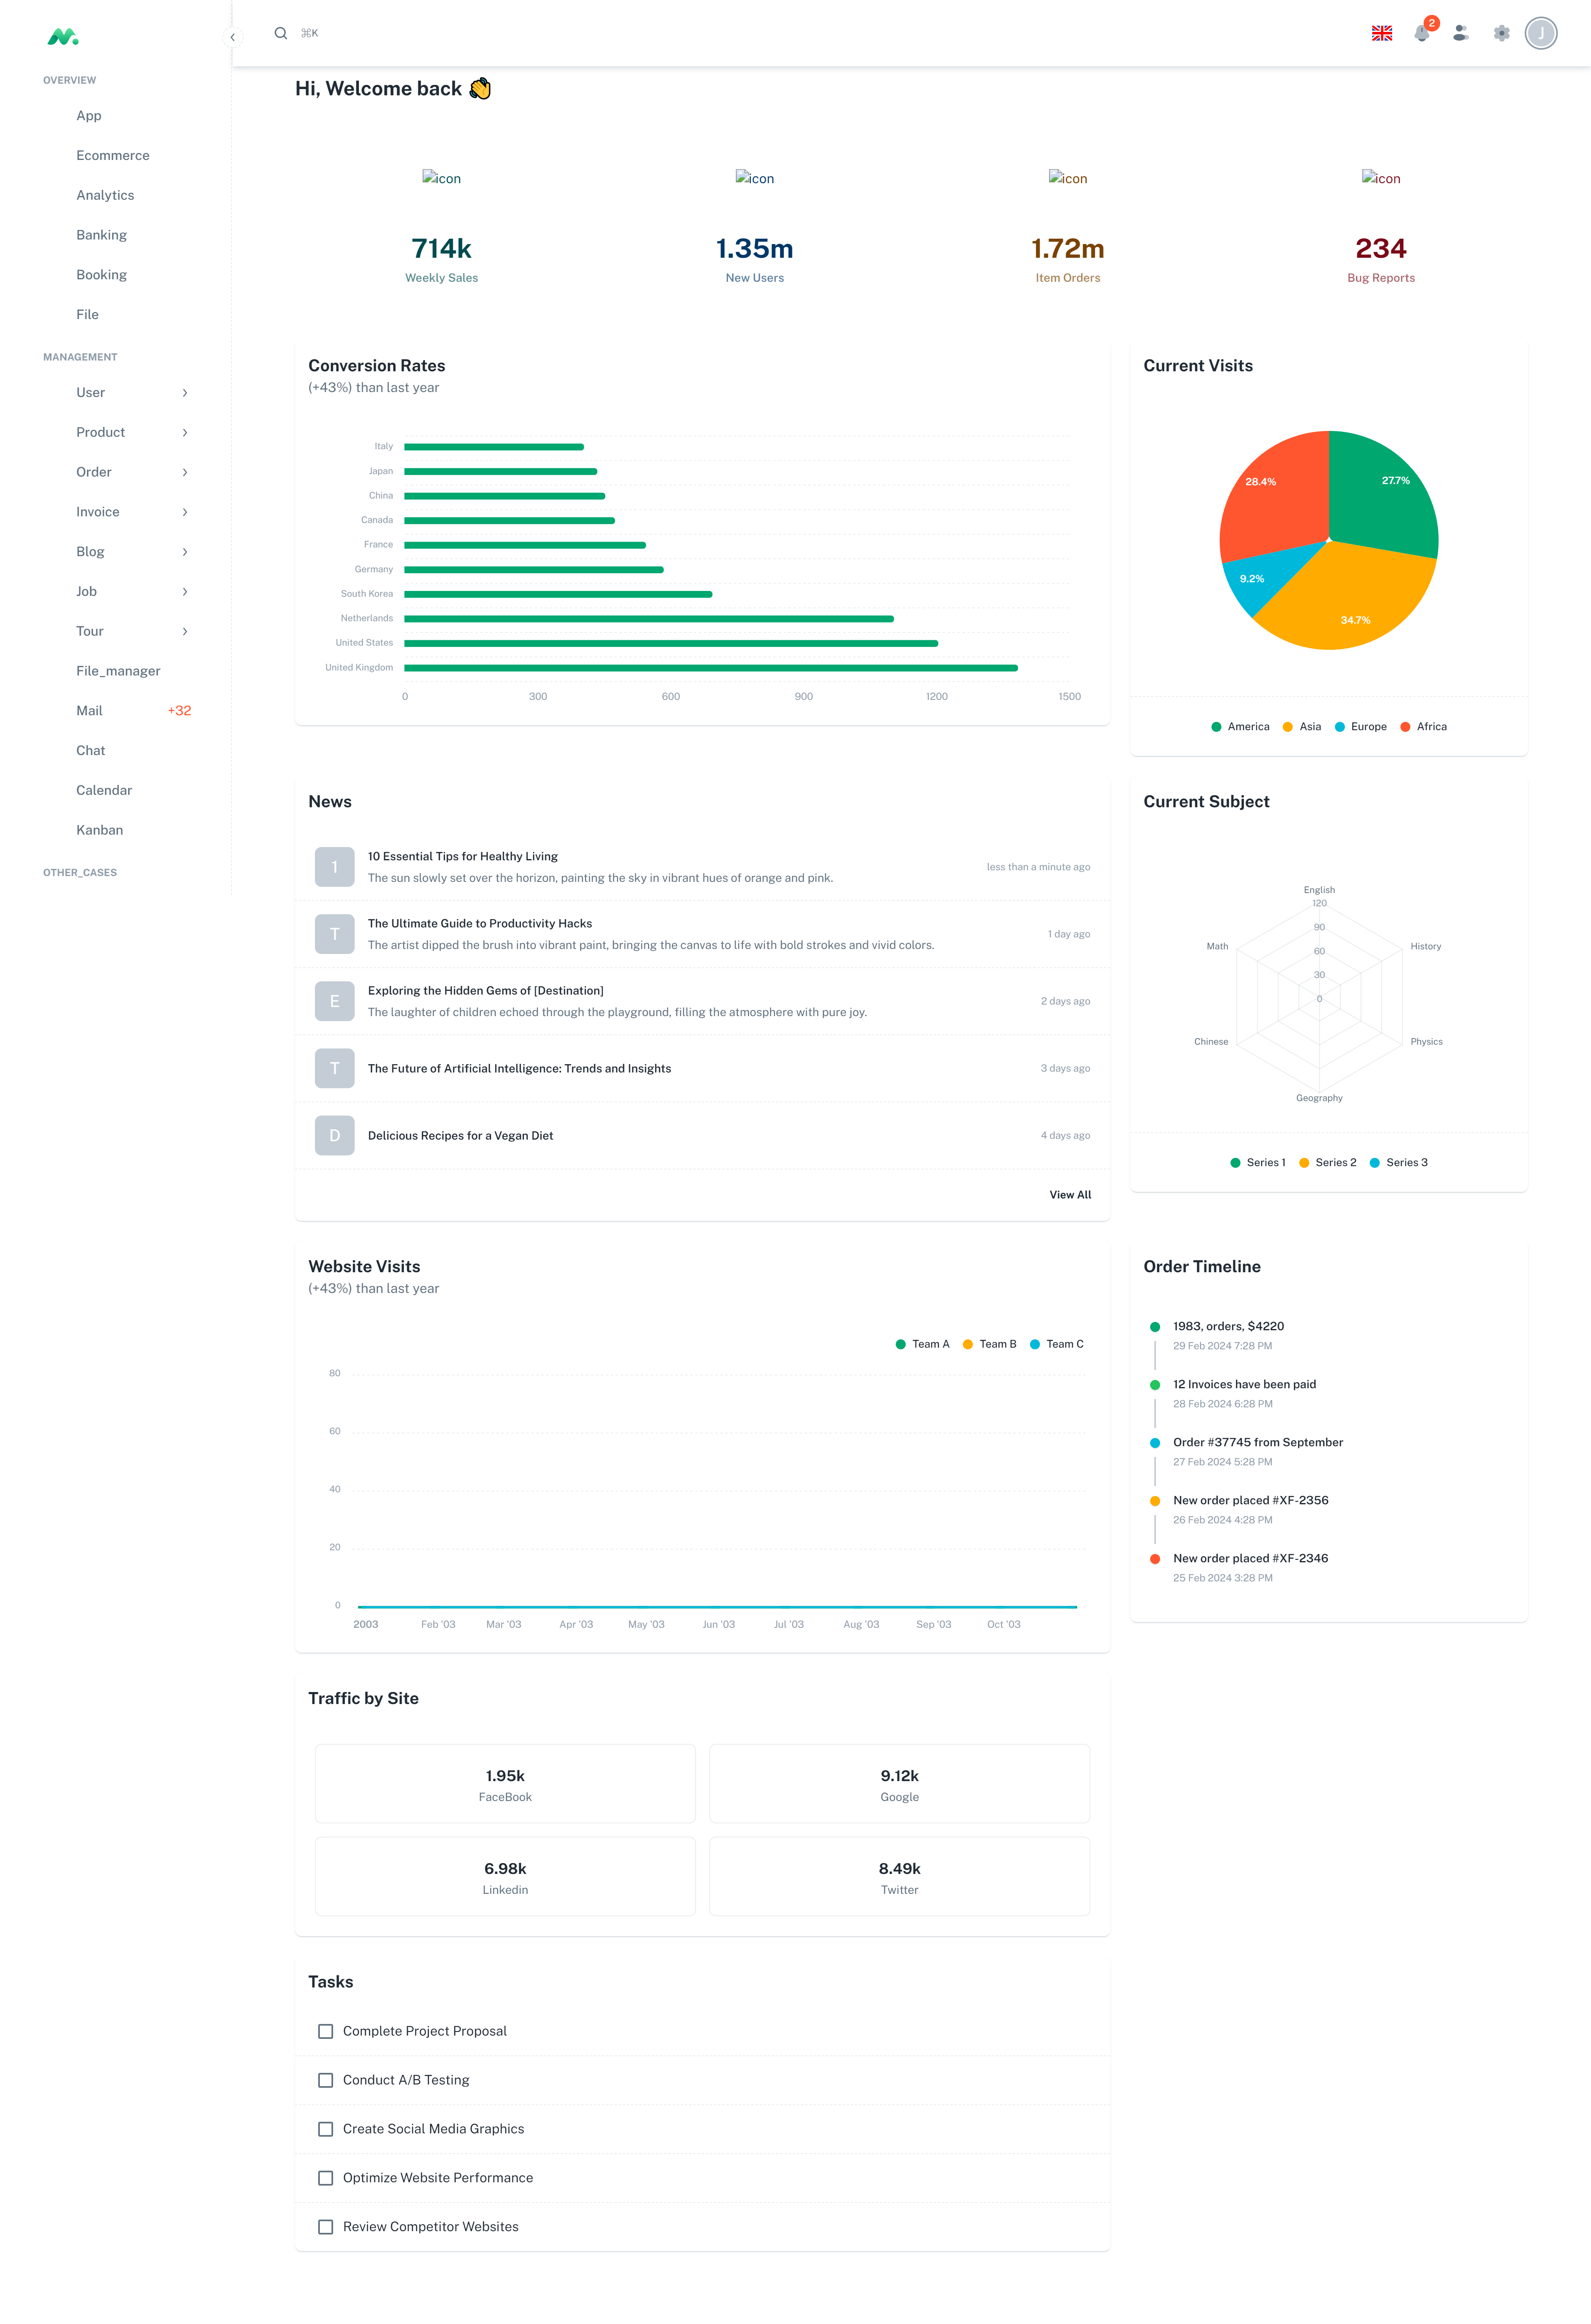 ⌘K
2
J
OVERVIEW
App
Ecommerce
Analytics
Banking
Booking
File
MANAGEMENT
User
Product
Order
Invoice
Blog
Job
Tour
File_manager
Mail +32
Chat
Calendar
Kanban
OTHER_CASES
Hi, Welcome back 👋
icon
714k
Weekly Sales
icon
1.35m
New Users
icon
1.72m
Item Orders
icon
234
Bug Reports
Conversion Rates
(+43%) than last year
Italy
Japan
China
Canada
France
Germany
South Korea
Netherlands
United States
United Kingdom
0 300 600 900 1200 1500
Current Visits
28.4% 27.7%
9.2%
34.7%
America Asia Europe Africa
News
1
10 Essential Tips for Healthy Living
The sun slowly set over the horizon, painting the sky in vibrant hues of orange and pink.
less than a minute ago
T
The Ultimate Guide to Productivity Hacks
The artist dipped the brush into vibrant paint, bringing the canvas to life with bold strokes and vivid colors.
1 day ago
E
Exploring the Hidden Gems of [Destination]
The laughter of children echoed through the playground, filling the atmosphere with pure joy.
2 days ago
T
The Future of Artificial Intelligence: Trends and Insights
3 days ago
D
Delicious Recipes for a Vegan Diet
4 days ago
View All
Current Subject
English
120
90
Math History
60
30
0
Chinese Physics
Geography
Series 1 Series 2 Series 3
Website Visits
(+43%) than last year
Team A Team B Team C
80
60
40
20
0
2003 Feb '03 Mar '03 Apr '03 May '03 Jun '03 Jul '03 Aug '03 Sep '03 Oct '03
Order Timeline
1983, orders, $4220
29 Feb 2024 7:28 PM
12 Invoices have been paid
28 Feb 2024 6:28 PM
Order #37745 from September
27 Feb 2024 5:28 PM
New order placed #XF-2356
26 Feb 2024 4:28 PM
New order placed #XF-2346
25 Feb 2024 3:28 PM
Traffic by Site
1.95k
FaceBook
9.12k
Google
6.98k
Linkedin
8.49k
Twitter
Tasks
Complete Project Proposal
Conduct A/B Testing
Create Social Media Graphics
Optimize Website Performance
Review Competitor Websites